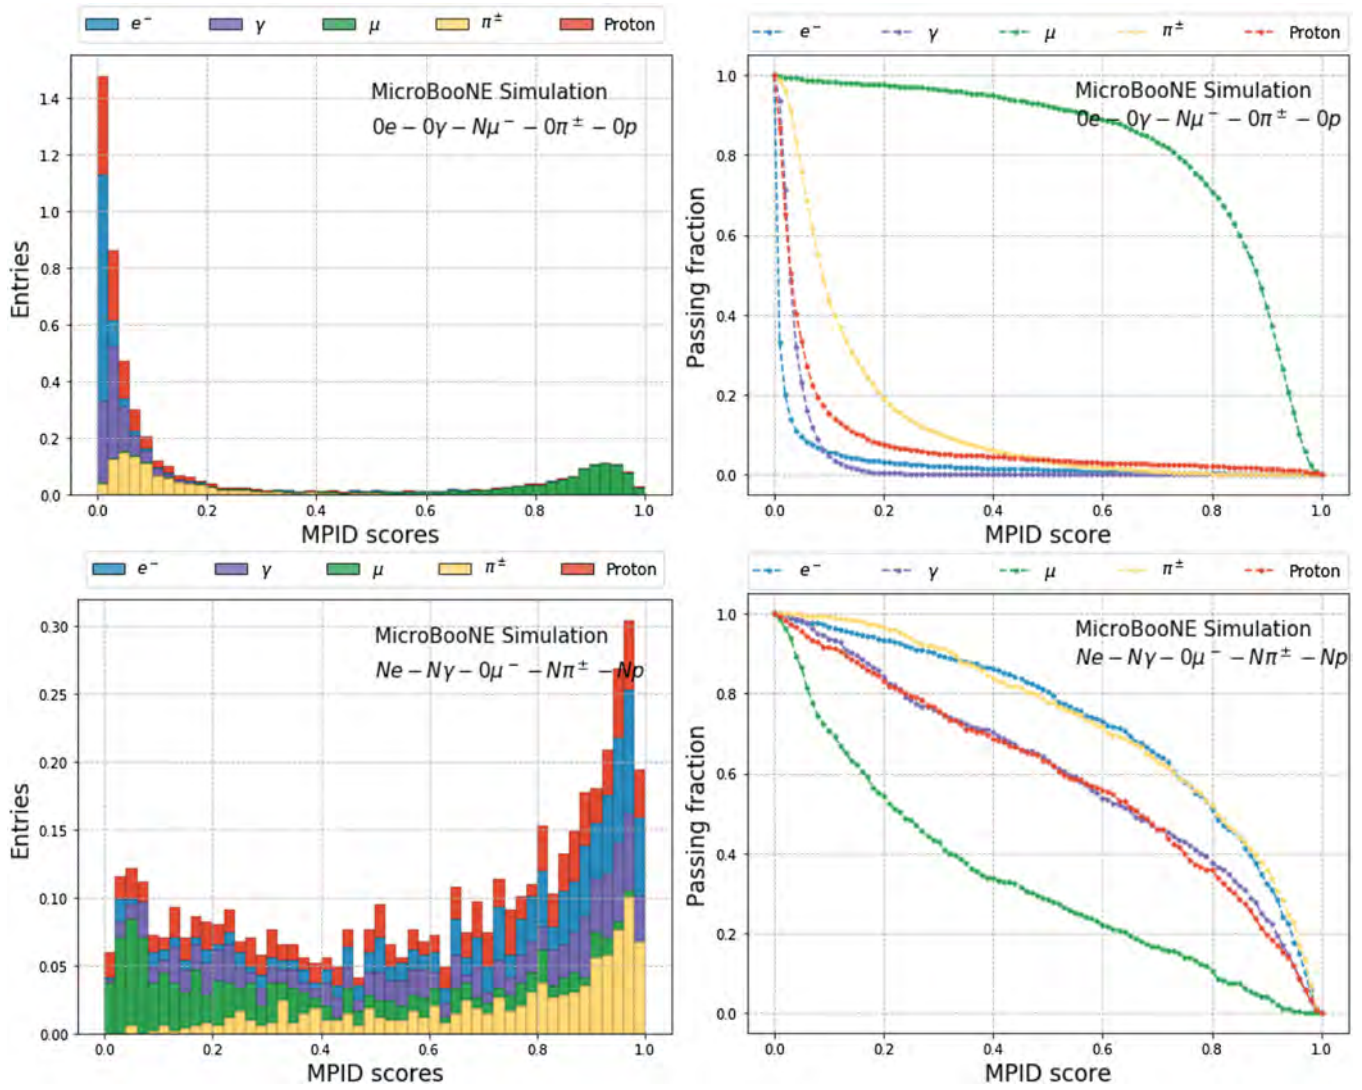 e⁻ γ μ π± Proton
MicroBooNE Simulation
0e − 0γ − Nμ⁻ − 0π± − 0p
Entries
1.4
1.2
1.0
0.8
0.6
0.4
0.2
0.0
0.0 0.2 0.4 0.6 0.8 1.0
MPID scores
e⁻ γ μ π± Proton
MicroBooNE Simulation
0e − 0γ − Nμ⁻ − 0π± − 0p
Passing fraction
1.0
0.8
0.6
0.4
0.2
0.0
0.0 0.2 0.4 0.6 0.8 1.0
MPID score
e⁻ γ μ π± Proton
MicroBooNE Simulation
Ne − Nγ − 0μ⁻ − Nπ± − Np
Entries
0.30
0.25
0.20
0.15
0.10
0.05
0.00
0.0 0.2 0.4 0.6 0.8 1.0
MPID scores
e⁻ γ μ π± Proton
MicroBooNE Simulation
Ne − Nγ − 0μ⁻ − Nπ± − Np
Passing fraction
1.0
0.8
0.6
0.4
0.2
0.0
0.0 0.2 0.4 0.6 0.8 1.0
MPID score